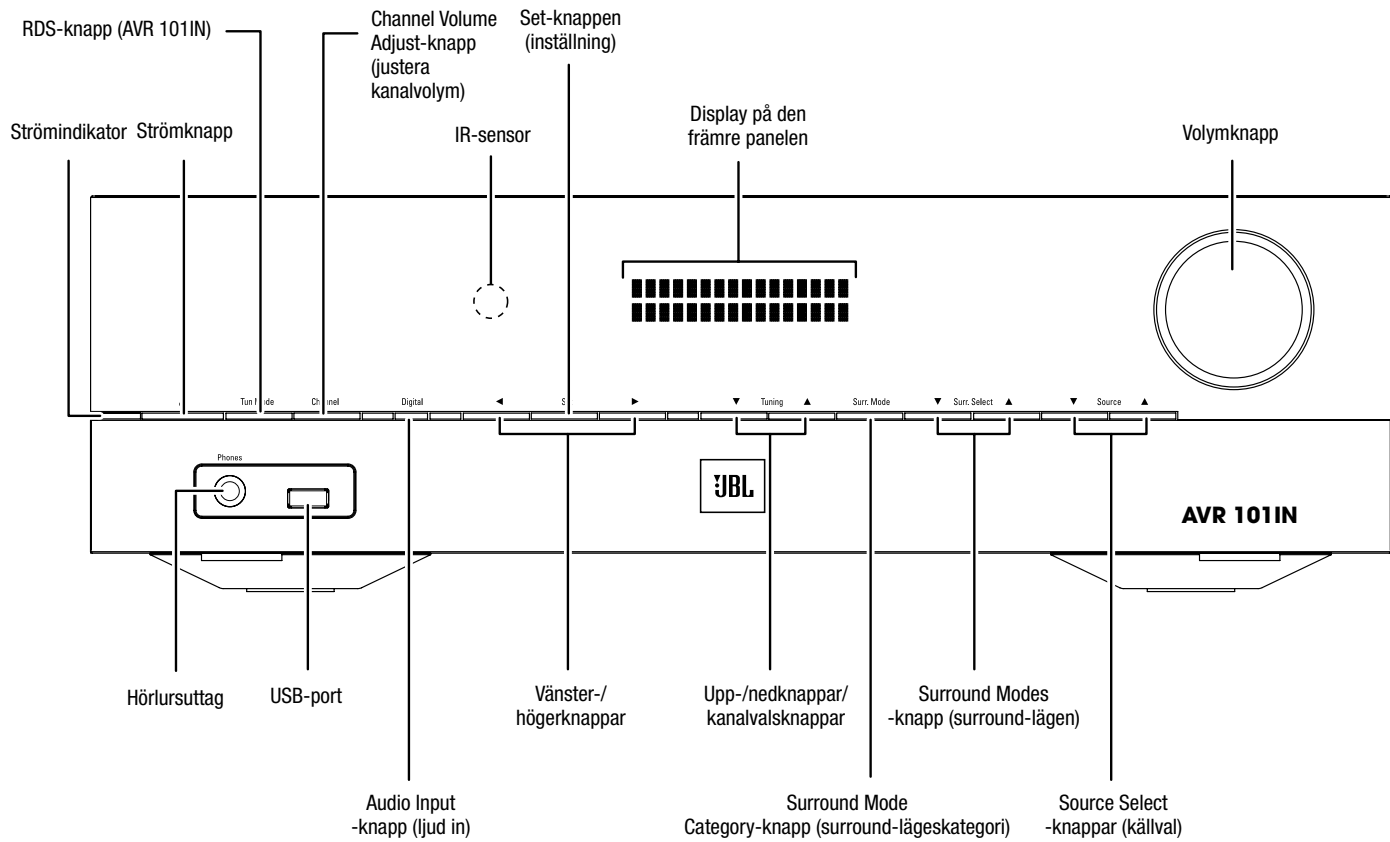 RDS-knapp (AVR 101IN)
Channel Volume
Adjust-knapp
(justera
kanalvolym)
Set-knappen
(inställning)
Strömindikator
Strömknapp
IR-sensor
Display på den
främre panelen
Volymknapp
Tun Mode
Channel
Digital
◀
▶
▼ Tuning ▲
Surr. Mode
▼ Surr. Select ▲
▼ Source ▲
Phones
JBL
AVR 101IN
Hörlursuttag
USB-port
Vänster-/
högerknappar
Upp-/nedknappar/
kanalvalsknappar
Surround Modes
-knapp (surround-lägen)
Audio Input
-knapp (ljud in)
Surround Mode
Category-knapp (surround-lägeskategori)
Source Select
-knappar (källval)